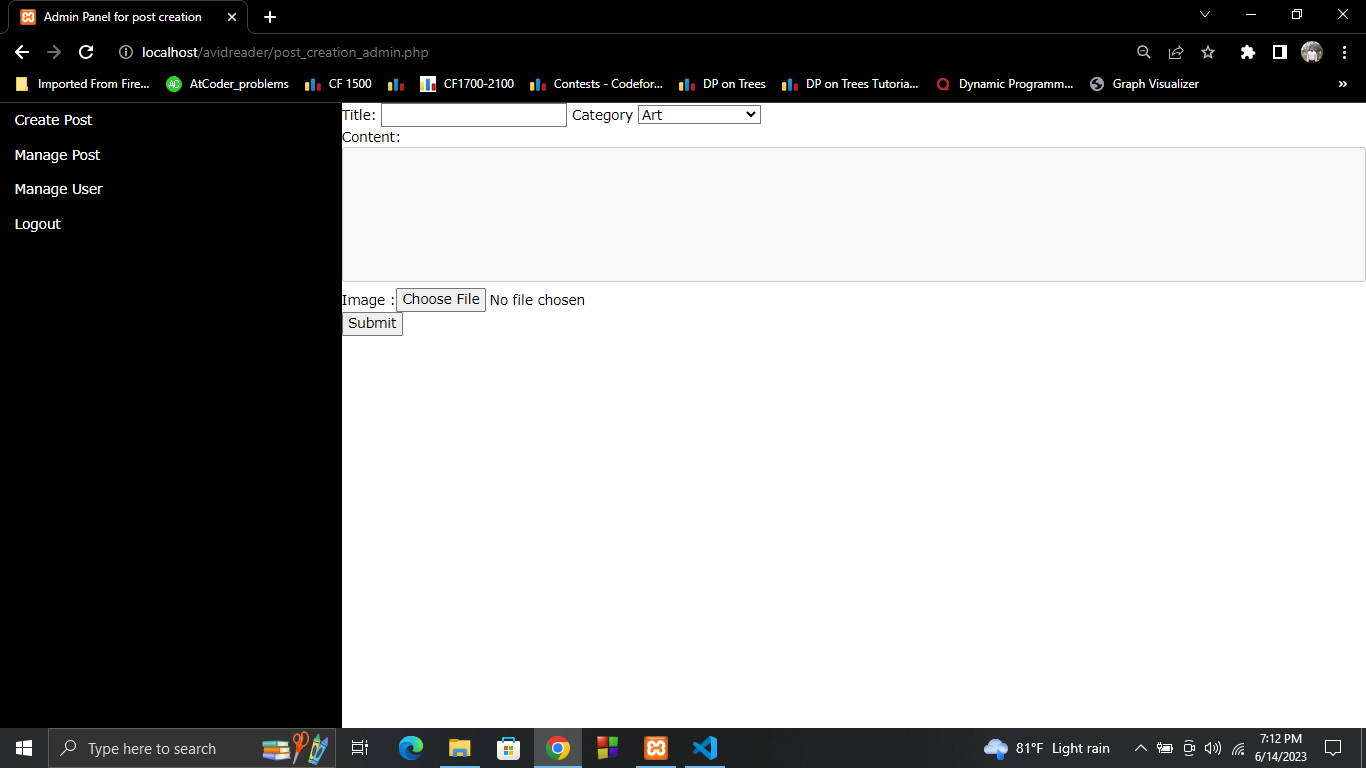 Admin Panel for post creation
localhost/avidreader/post_creation_admin.php
Imported From Fire... AtCoder_problems CF 1500 CF1700-2100 Contests - Codefor... DP on Trees DP on Trees Tutoria... Dynamic Programm... Graph Visualizer »
Create Post
Manage Post
Manage User
Logout
Title: Category Art
Content:
Image : Choose File No file chosen
Submit
Type here to search
81°F Light rain
7:12 PM
6/14/2023